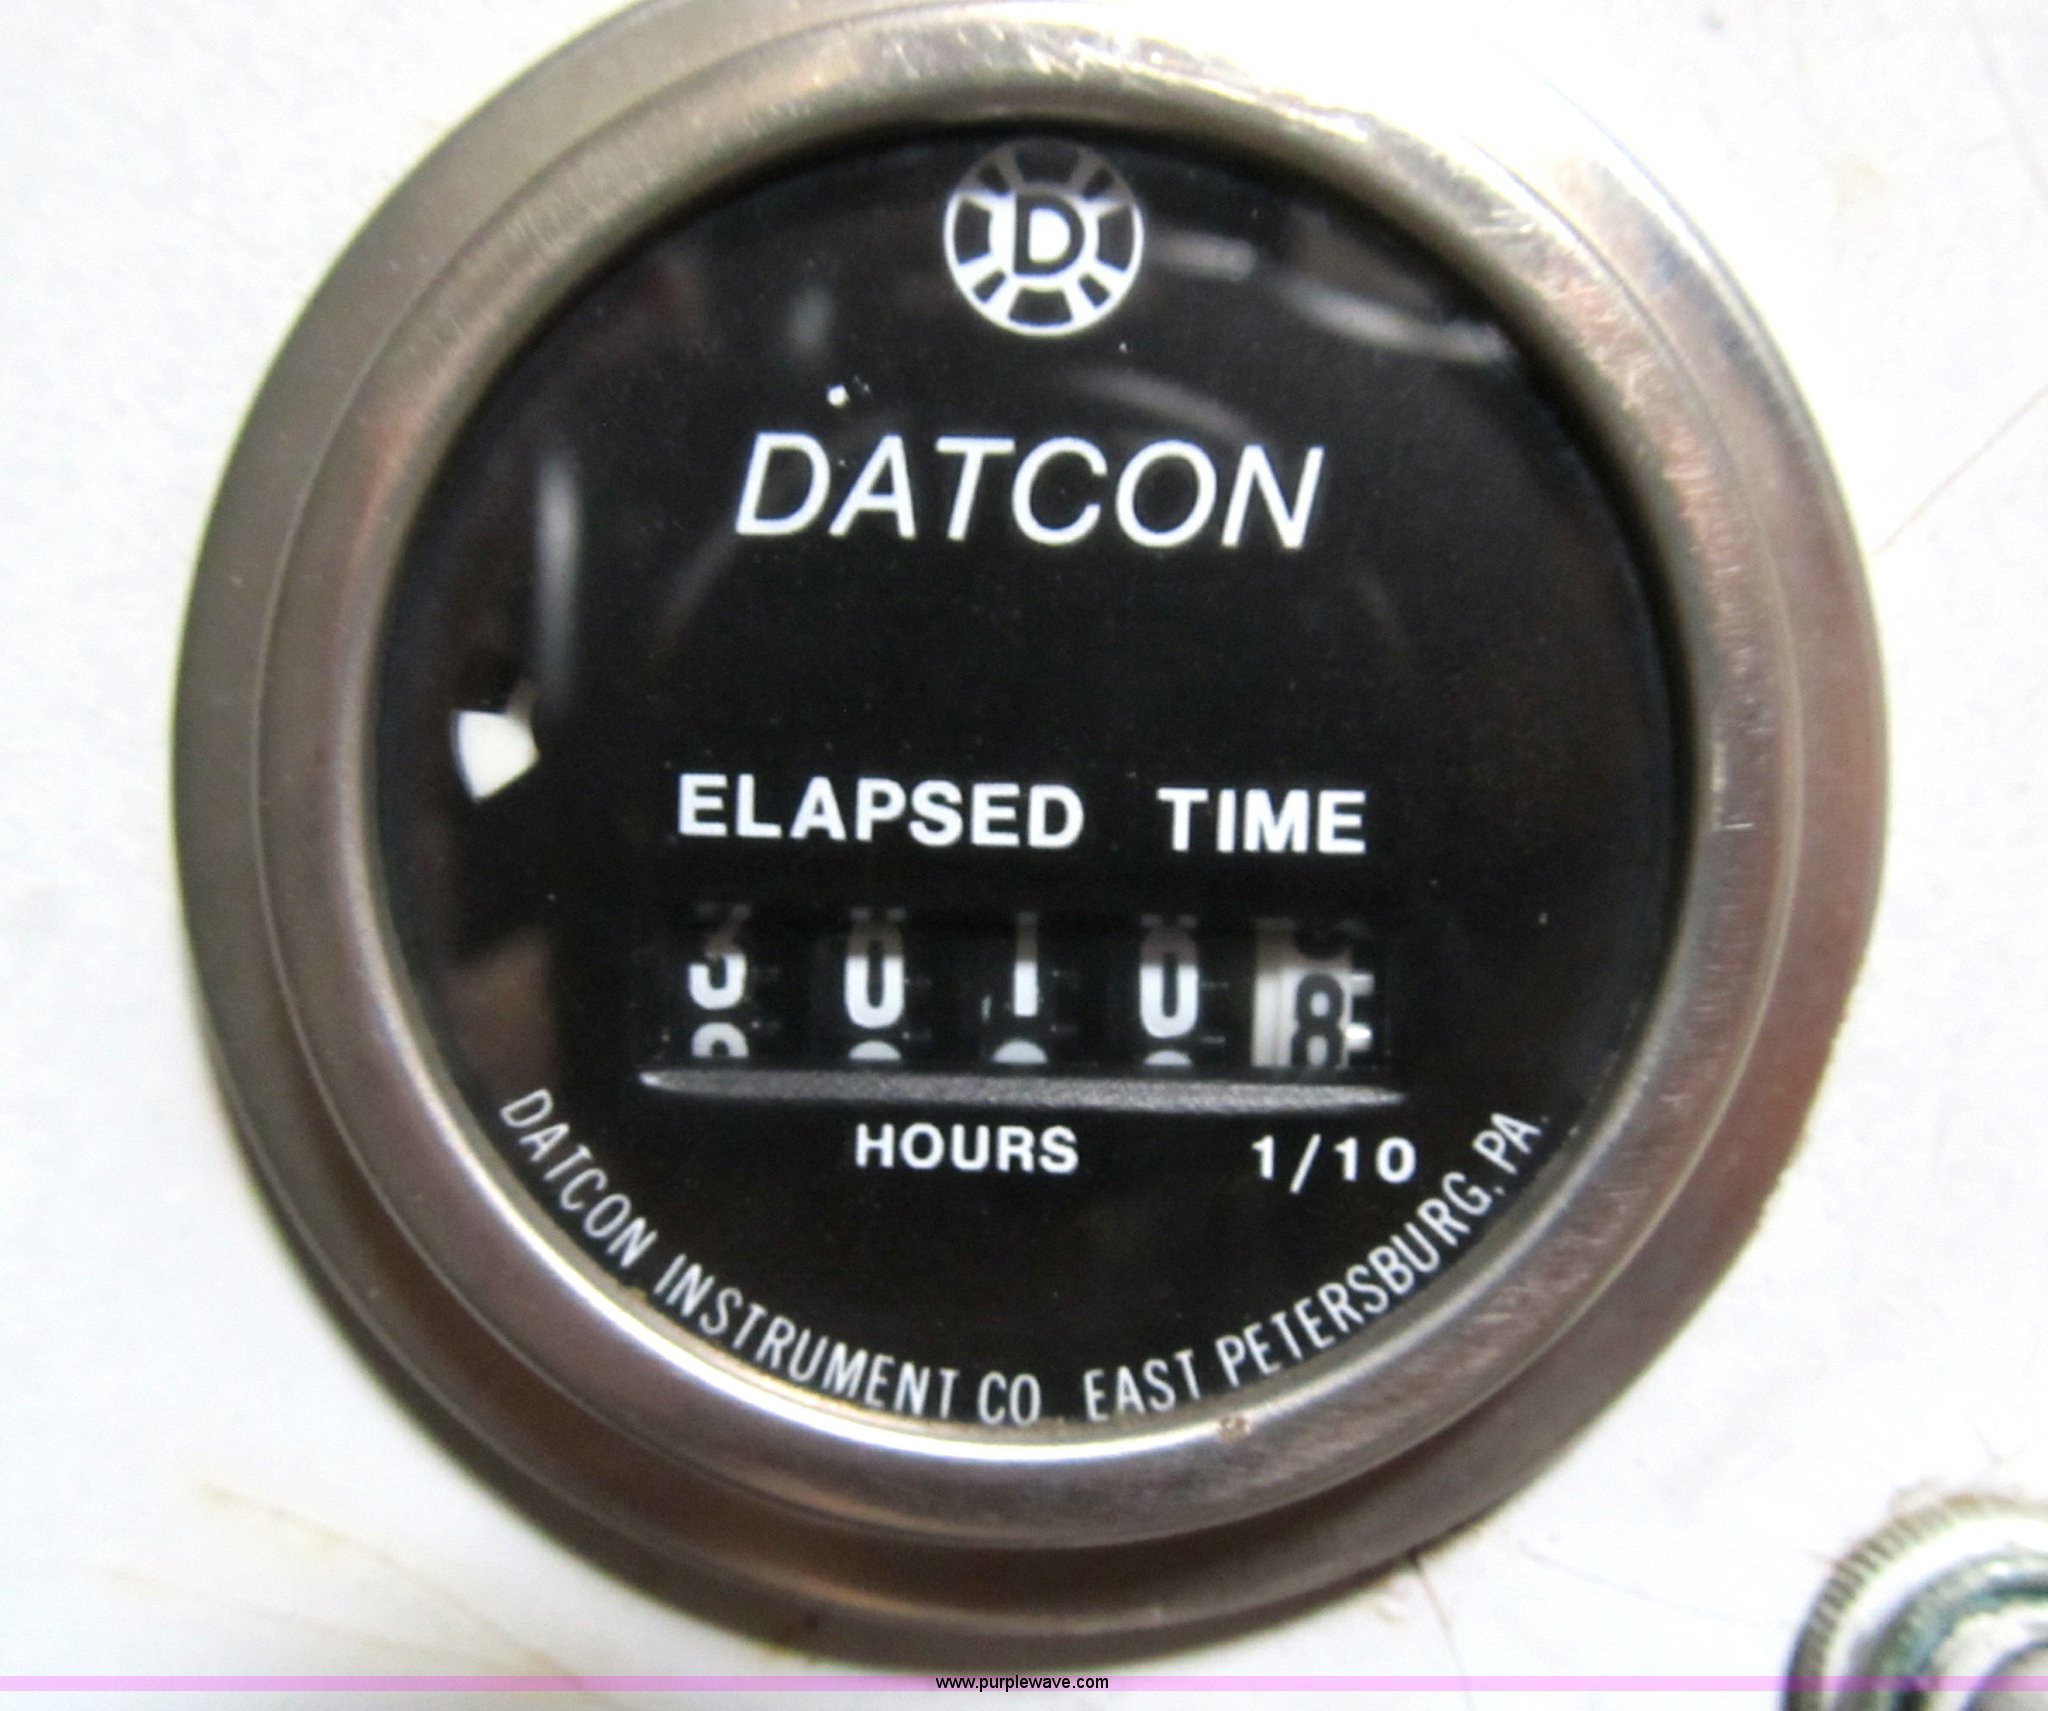 D
DATCON
ELAPSED TIME
3 0 1 0 8
HOURS 1/10
DATCON INSTRUMENT CO. EAST PETERSBURG, PA.
www.purplewave.com